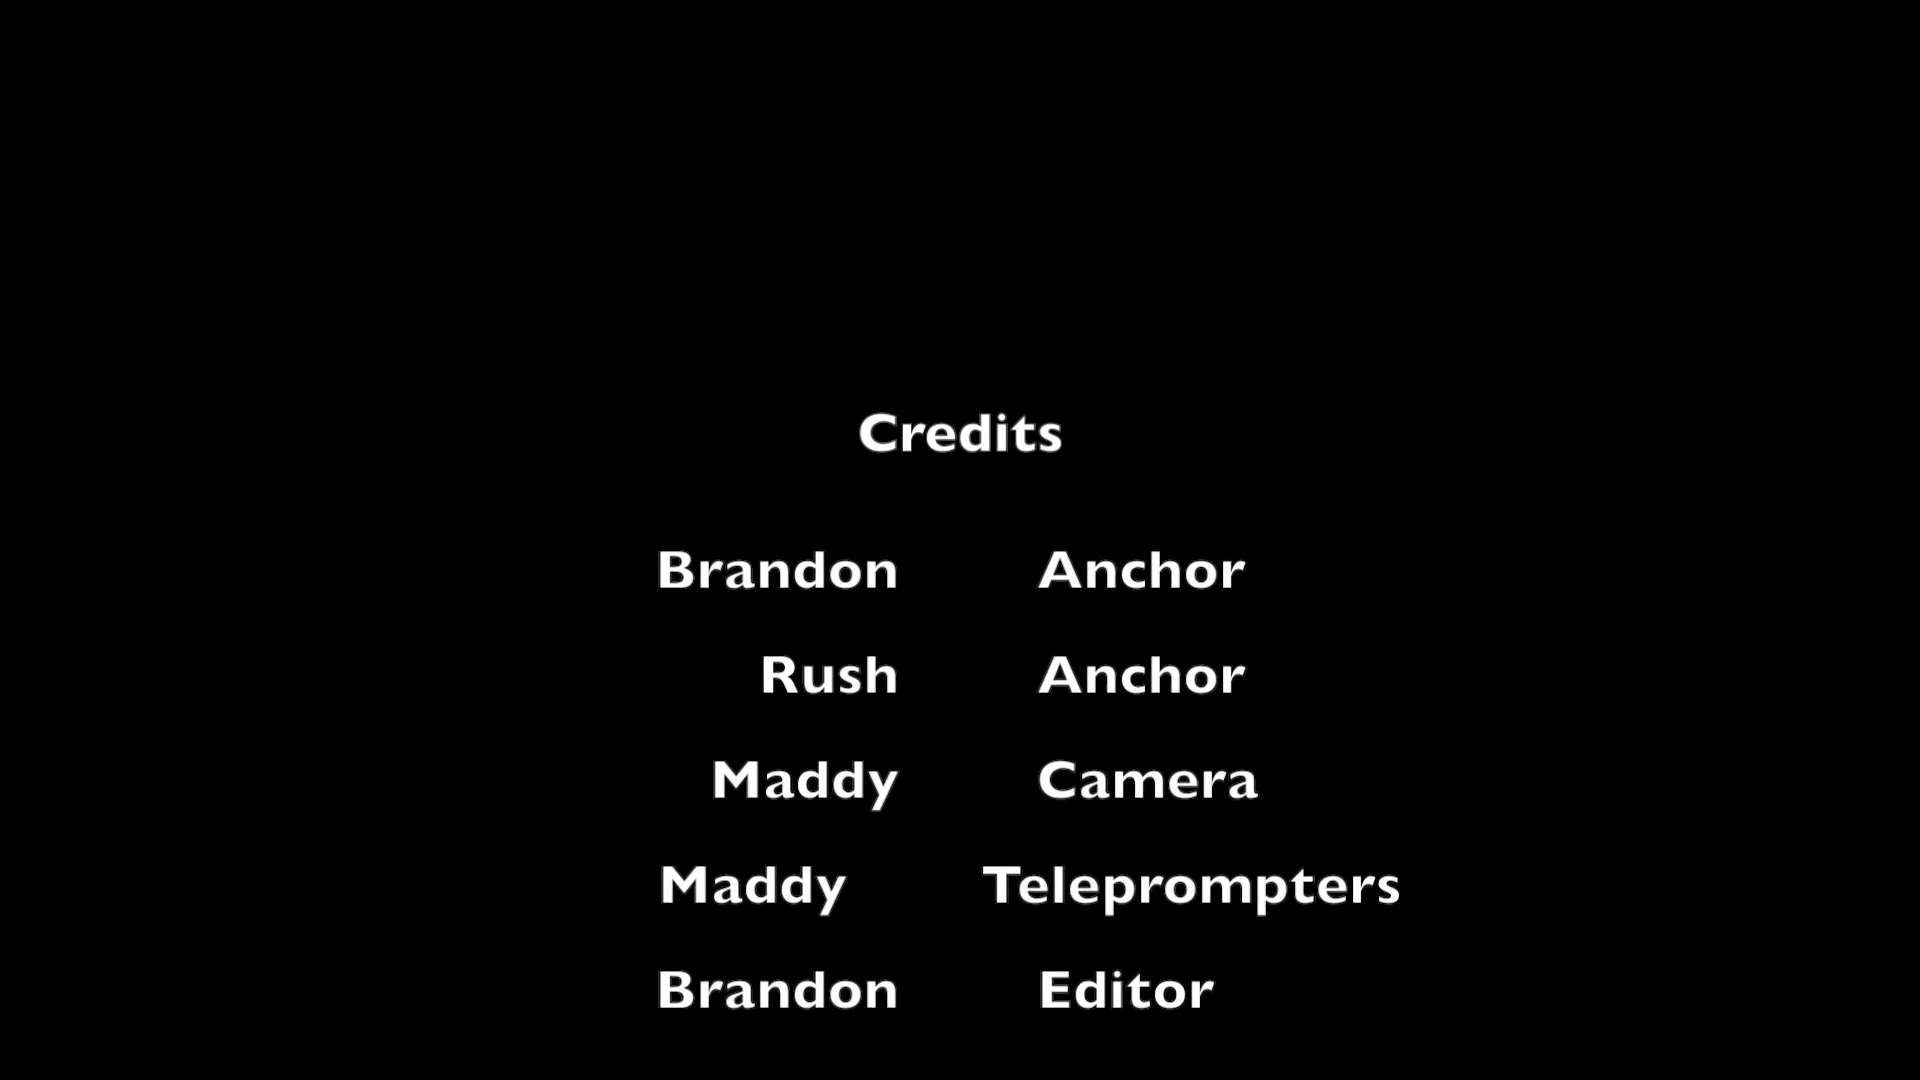 Credits
Brandon Anchor
Rush Anchor
Maddy Camera
Maddy Teleprompters
Brandon Editor